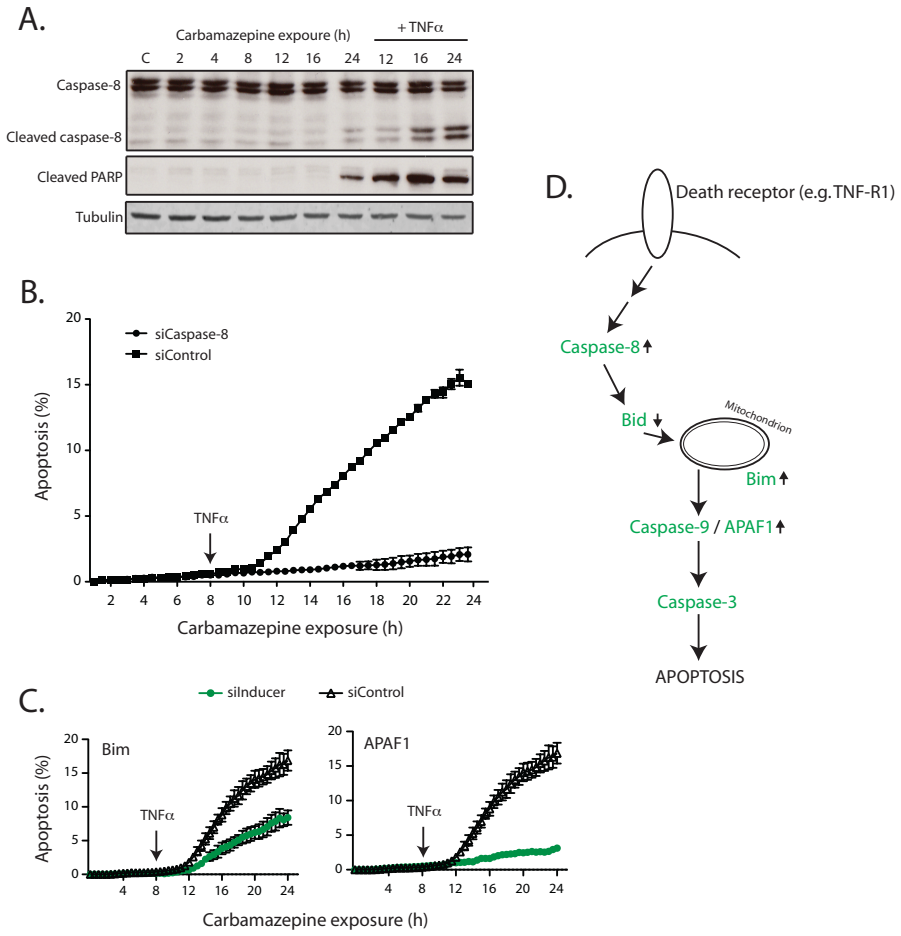 A.
Carbamazepine expoure (h)
+ TNFα
C 2 4 8 12 16 24 12 16 24
Caspase-8
Cleaved caspase-8
Cleaved PARP
Tubulin
B.
20
15
10
5
0
Apoptosis (%)
siCaspase-8
siControl
TNFα
2 4 6 8 10 12 14 16 18 20 22 24
Carbamazepine exposure (h)
C.
siInducer siControl
Bim
20
15
10
5
0
Apoptosis (%)
TNFα
4 8 12 16 20 24
APAF1
20
15
10
5
0
TNFα
4 8 12 16 20 24
Carbamazepine exposure (h)
D.
Death receptor (e.g. TNF-R1)
Caspase-8
Bid
Mitochondrion
Bim
Caspase-9 / APAF1
Caspase-3
APOPTOSIS